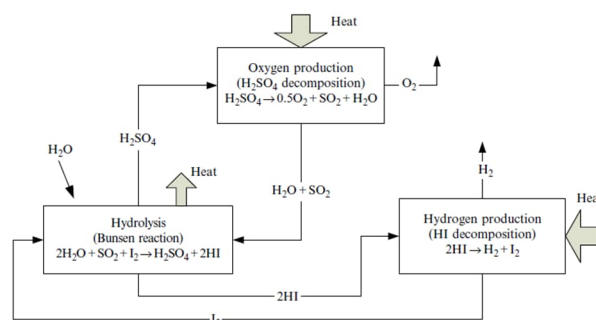 Heat
Oxygen production
(H₂SO₄ decomposition)
H₂SO₄→0.5O₂+SO₂+H₂O
O₂
H₂SO₄
H₂O
Heat
H₂O+SO₂
H₂
Hydrolysis
(Bunsen reaction)
2H₂O+SO₂+I₂→H₂SO₄+2HI
Hydrogen production
(HI decomposition)
2HI→H₂+I₂
2HI